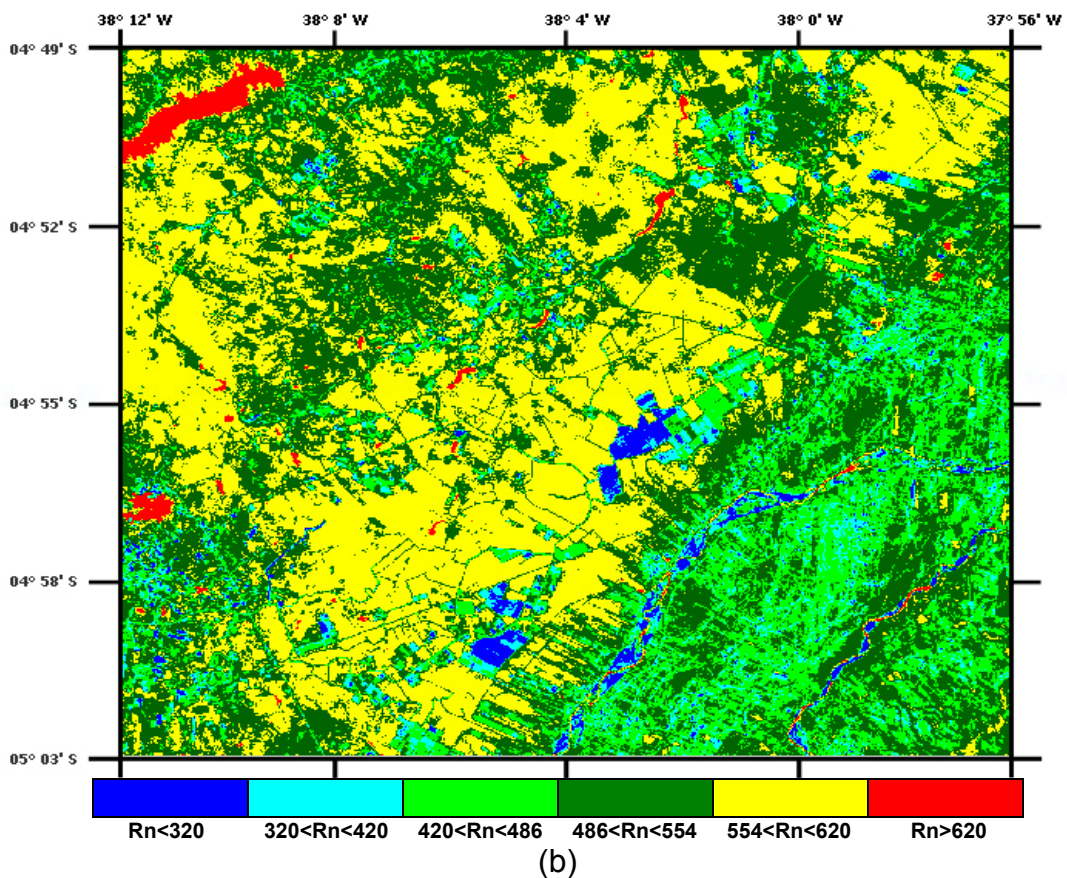 38° 12' W 38° 8' W 38° 4' W 38° 0' W 37° 56' W
04° 49' S
04° 52' S
04° 55' S
04° 58' S
05° 03' S
Rn<320 320<Rn<420 420<Rn<486 486<Rn<554 554<Rn<620 Rn>620
(b)